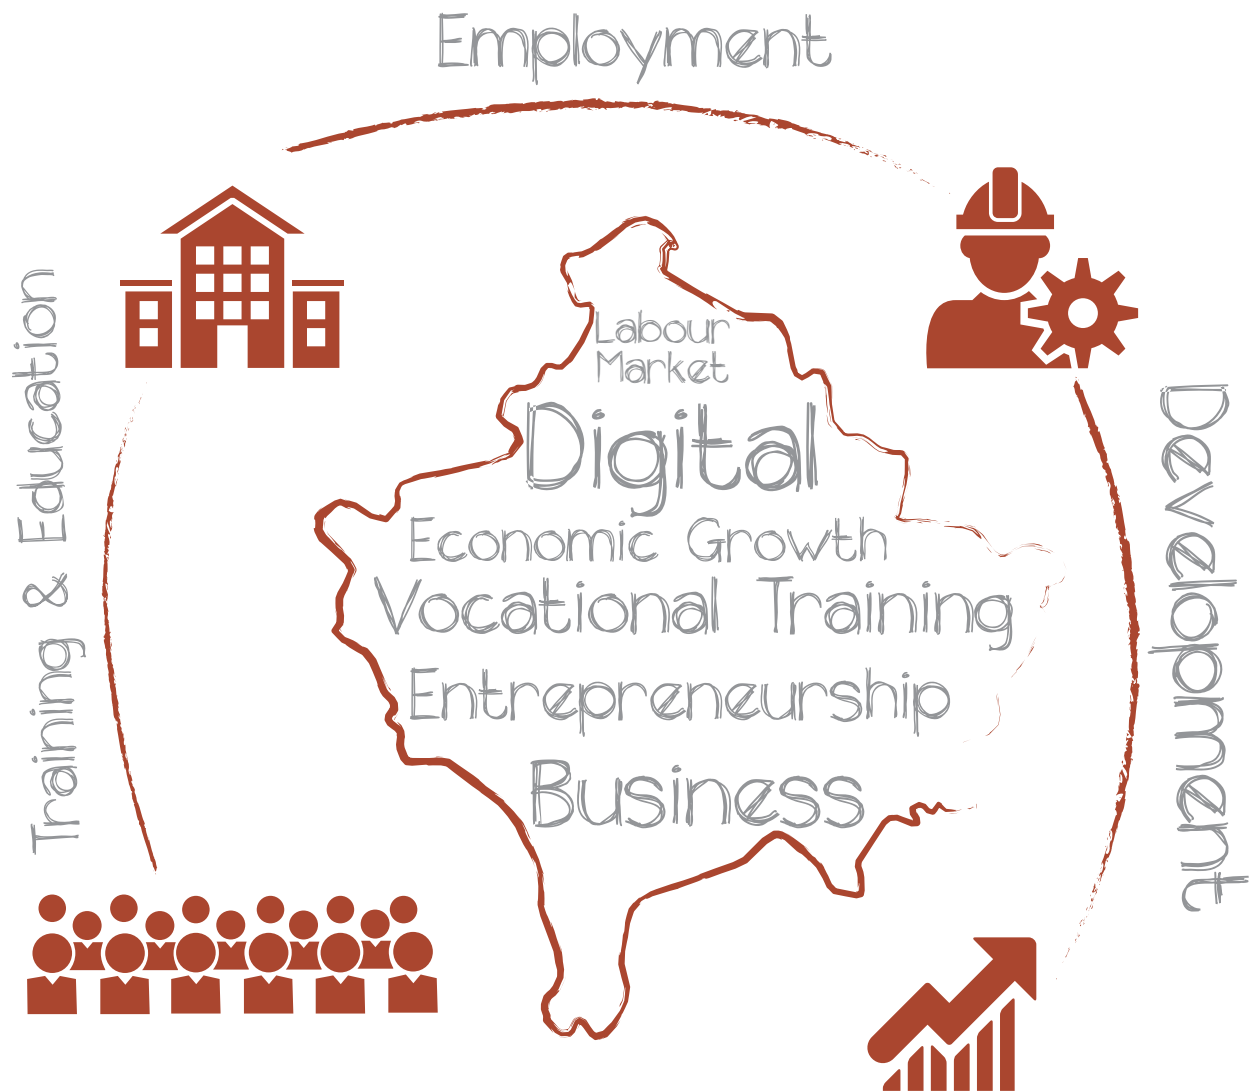 Employment
Training & Education
Labour
Market
Digital
Economic Growth
Vocational Training
Entrepreneurship
Business
Development